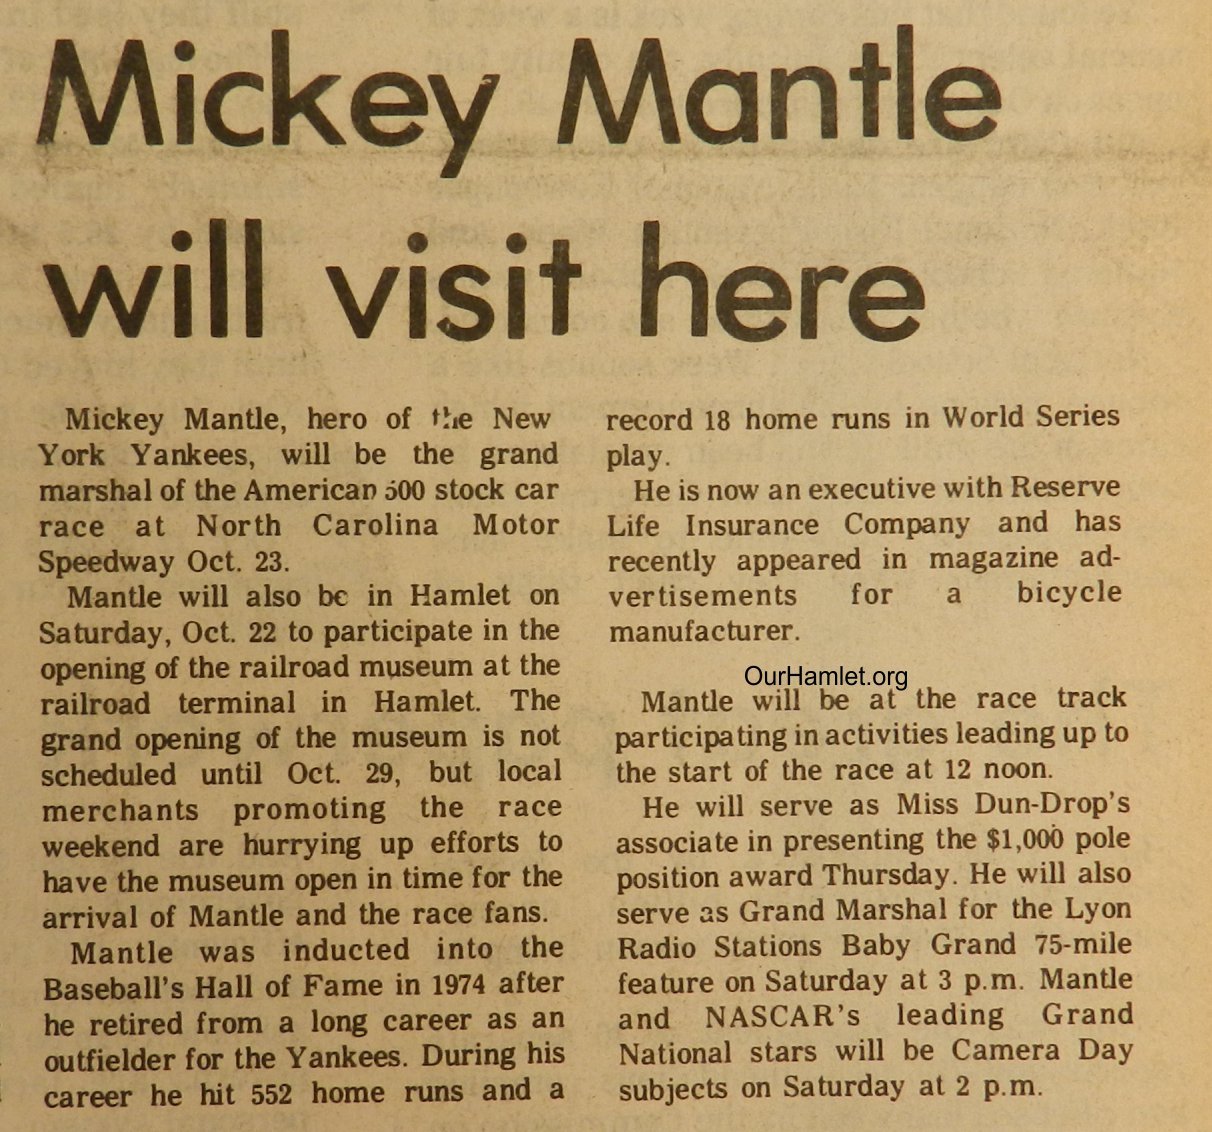 Mickey Mantle
will visit here
Mickey Mantle, hero of the New
York Yankees, will be the grand
marshal of the American 500 stock car
race at North Carolina Motor
Speedway Oct. 23.
Mantle will also be in Hamlet on
Saturday, Oct. 22 to participate in the
opening of the railroad museum at the
railroad terminal in Hamlet. The
grand opening of the museum is not
scheduled until Oct. 29, but local
merchants promoting the race
weekend are hurrying up efforts to
have the museum open in time for the
arrival of Mantle and the race fans.
Mantle was inducted into the
Baseball's Hall of Fame in 1974 after
he retired from a long career as an
outfielder for the Yankees. During his
career he hit 552 home runs and a
record 18 home runs in World Series
play.
He is now an executive with Reserve
Life Insurance Company and has
recently appeared in magazine ad-
vertisements for a bicycle
manufacturer.
OurHamlet.org
Mantle will be at the race track
participating in activities leading up to
the start of the race at 12 noon.
He will serve as Miss Dun-Drop's
associate in presenting the $1,000 pole
position award Thursday. He will also
serve as Grand Marshal for the Lyon
Radio Stations Baby Grand 75-mile
feature on Saturday at 3 p.m. Mantle
and NASCAR's leading Grand
National stars will be Camera Day
subjects on Saturday at 2 p.m.